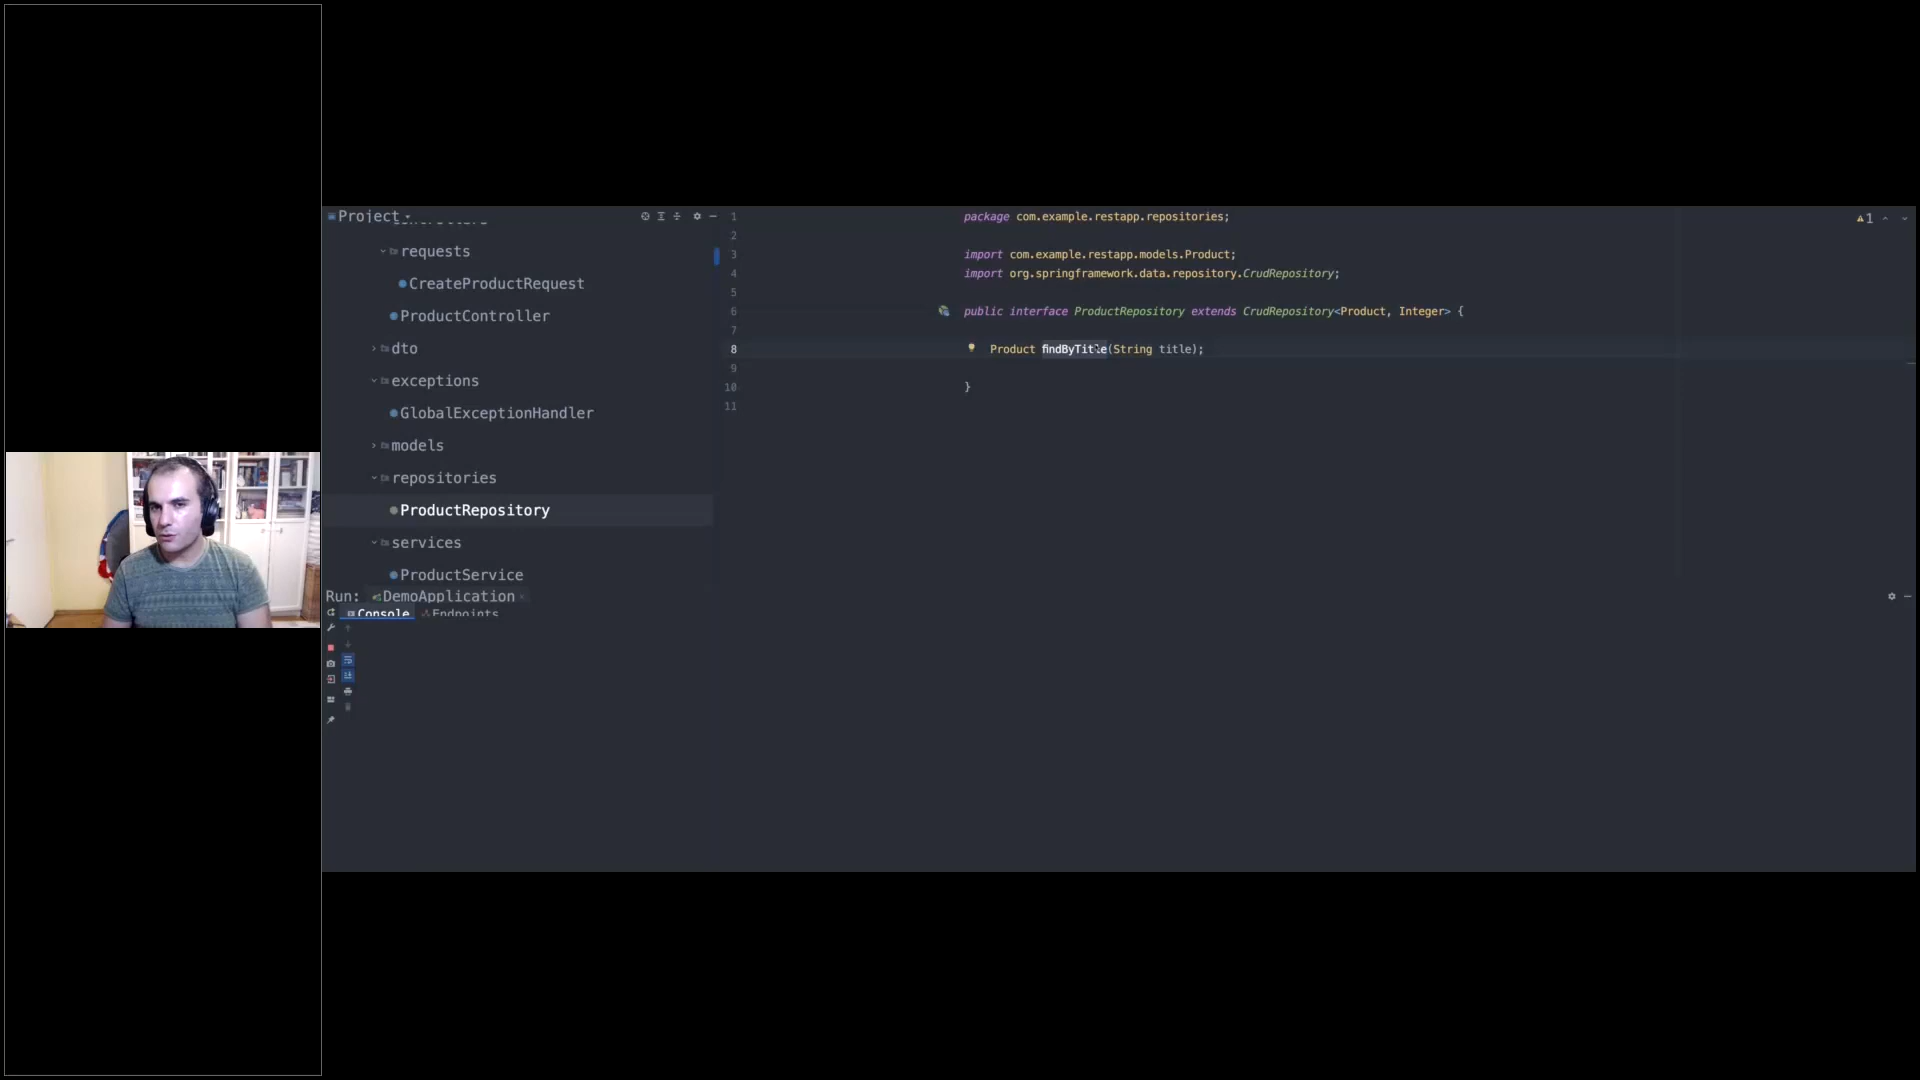 Project
requests
CreateProductRequest
ProductController
dto
exceptions
GlobalExceptionHandler
models
repositories
ProductRepository
services
ProductService
1 package com.example.restapp.repositories;
2
3 import com.example.restapp.models.Product;
4 import org.springframework.data.repository.CrudRepository;
5
6 public interface ProductRepository extends CrudRepository<Product, Integer> {
7
8 Product findByTitle(String title);
9
10 }
11
1
Run: DemoApplication
Console Endpoints